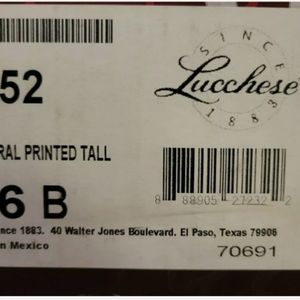 SINCE
52
Lucchese
1883
RAL PRINTED TALL
6 B
8 88905 27232 2
nce 1883. 40 Walter Jones Boulevard. El Paso, Texas 79906
n Mexico
70691